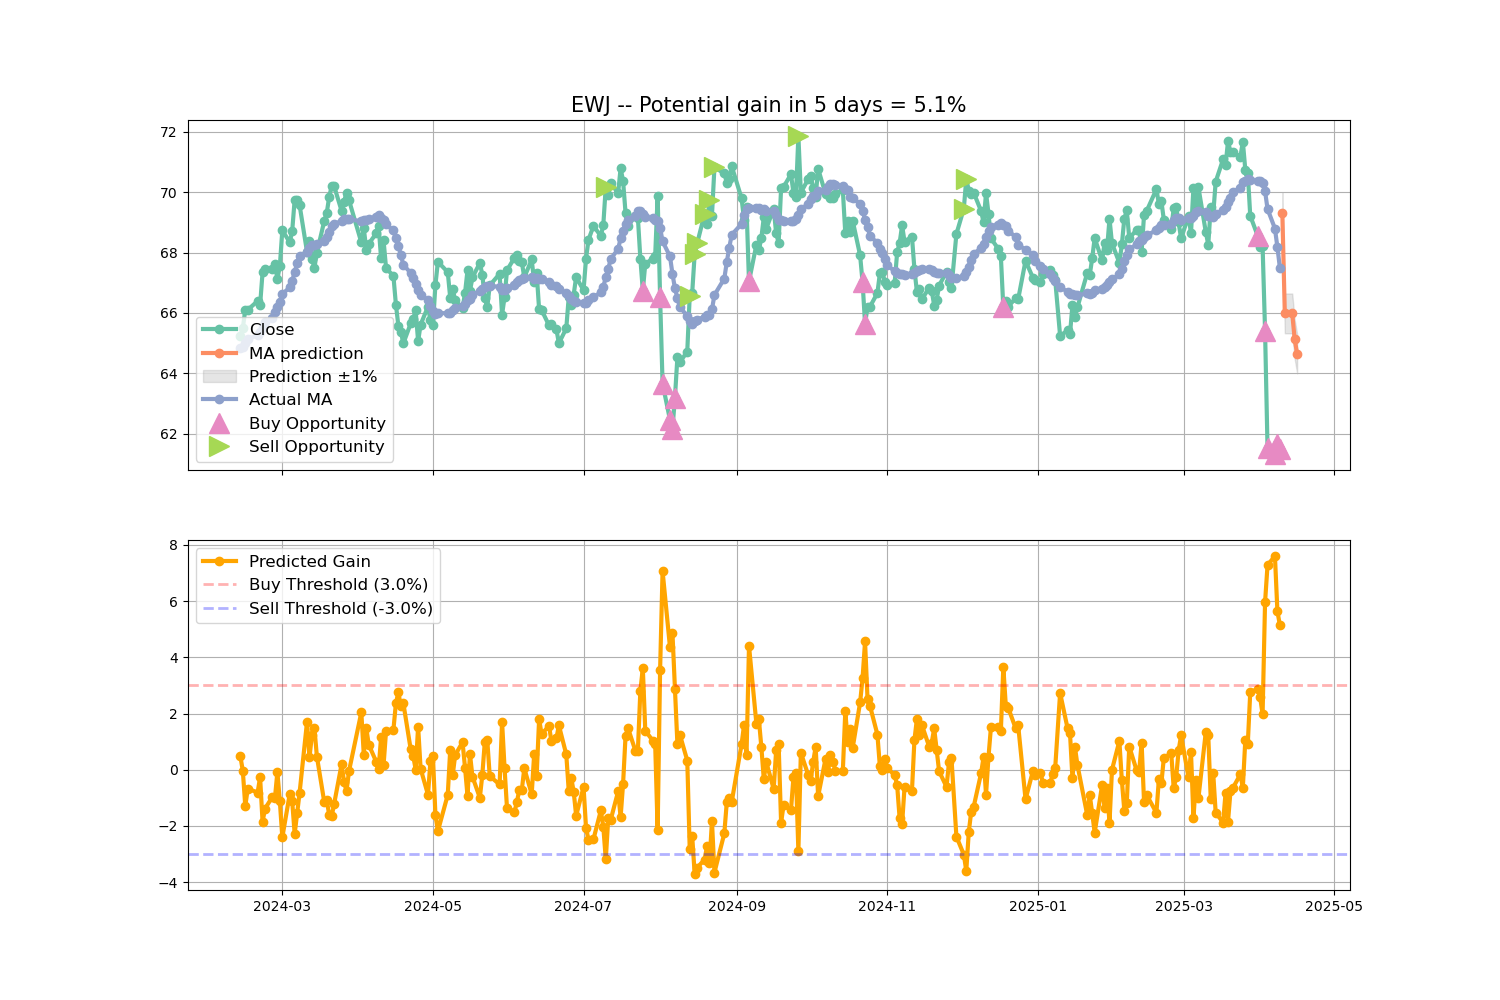 EWJ -- Potential gain in 5 days = 5.1%
72
70
68
66
64
62
Close
MA prediction
Prediction ±1%
Actual MA
Buy Opportunity
Sell Opportunity
8
6
4
2
0
−2
−4
Predicted Gain
Buy Threshold (3.0%)
Sell Threshold (-3.0%)
2024-03 2024-05 2024-07 2024-09 2024-11 2025-01 2025-03 2025-05